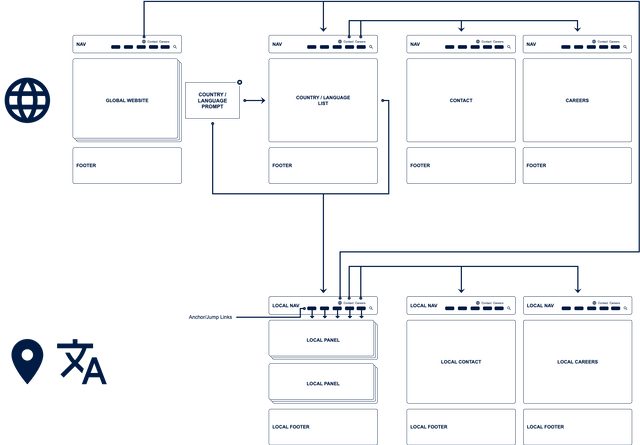 Contact Careers
NAV
Contact Careers
NAV
Contact Careers
NAV
Contact Careers
NAV
GLOBAL WEBSITE
COUNTRY /
LANGUAGE
PROMPT
COUNTRY / LANGUAGE
LIST
CONTACT
CAREERS
FOOTER
FOOTER
FOOTER
FOOTER
Contact Careers
LOCAL NAV
Contact Careers
LOCAL NAV
Contact Careers
LOCAL NAV
Anchor/Jump Links
LOCAL PANEL
LOCAL PANEL
LOCAL CONTACT
LOCAL CAREERS
文A
LOCAL FOOTER
LOCAL FOOTER
LOCAL FOOTER